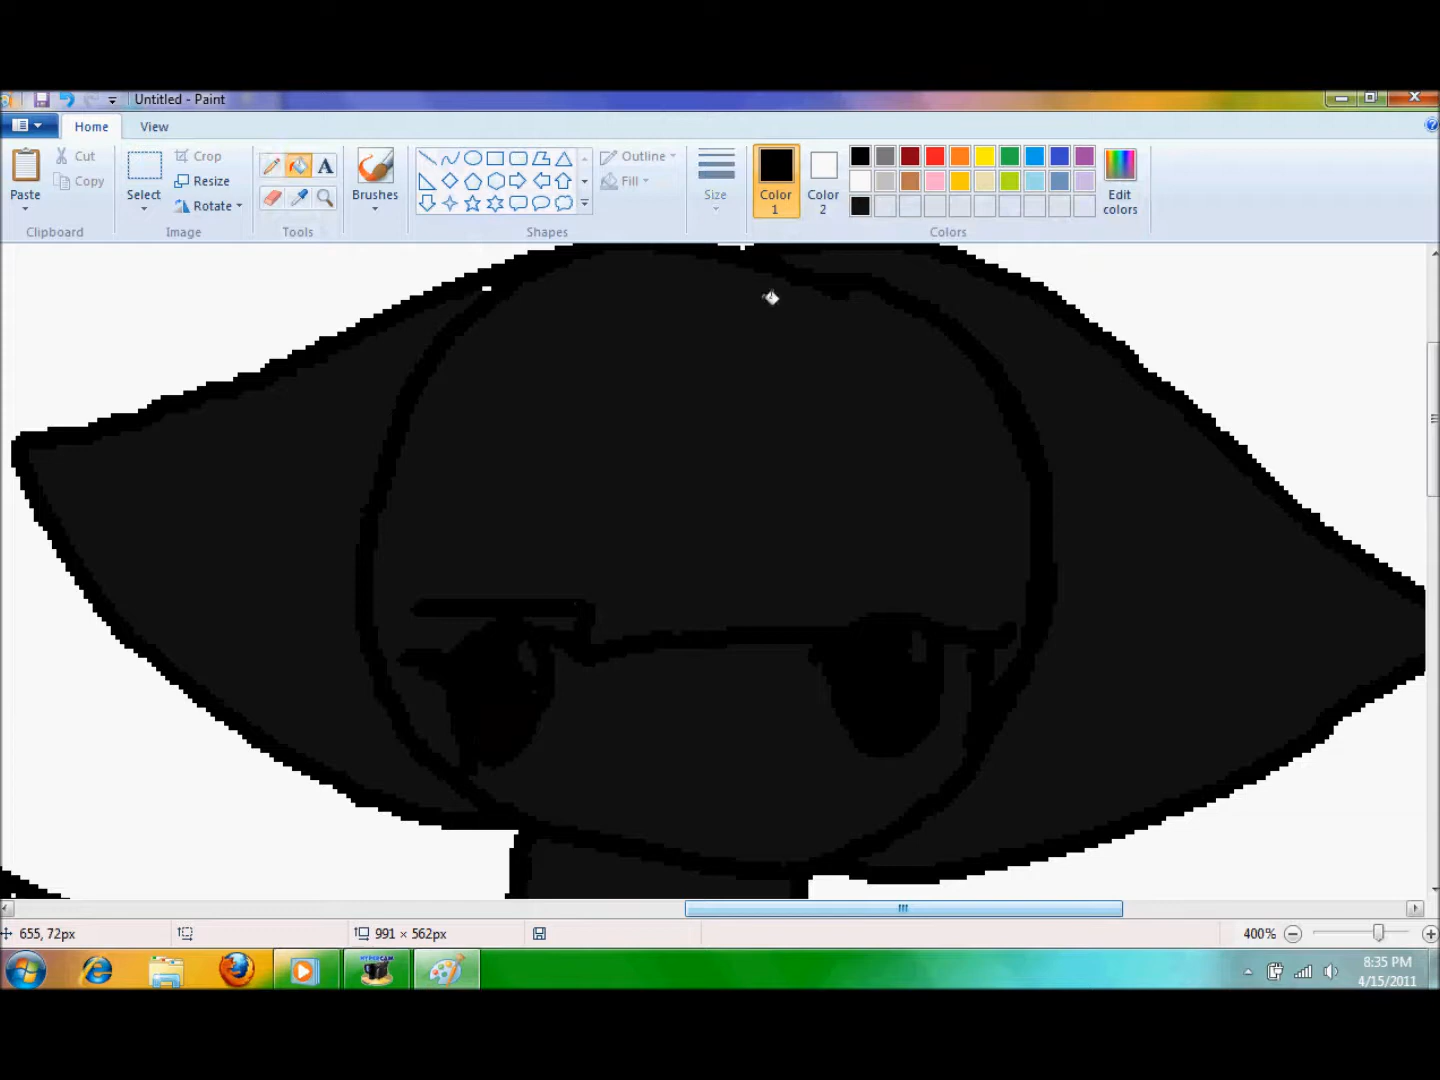 Untitled - Paint
Home View
Paste
Cut
Copy
Clipboard
Select
Crop
Resize
Rotate
Image
A
Tools
Brushes
Outline
Fill
Shapes
Size
Color 1
Color 2
Edit colors
Colors
655, 72px
991 × 562px
400%
HYPERCAM
8:35 PM
4/15/2011